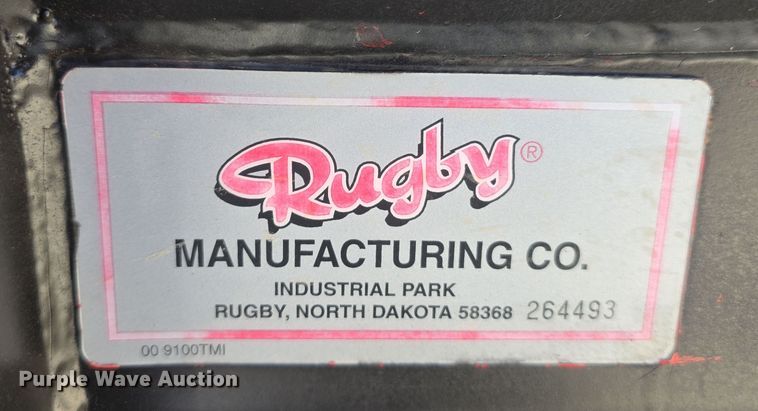 Rugby®
MANUFACTURING CO.
INDUSTRIAL PARK
RUGBY, NORTH DAKOTA 58368 264493
00 9100TMI
Purple Wave Auction